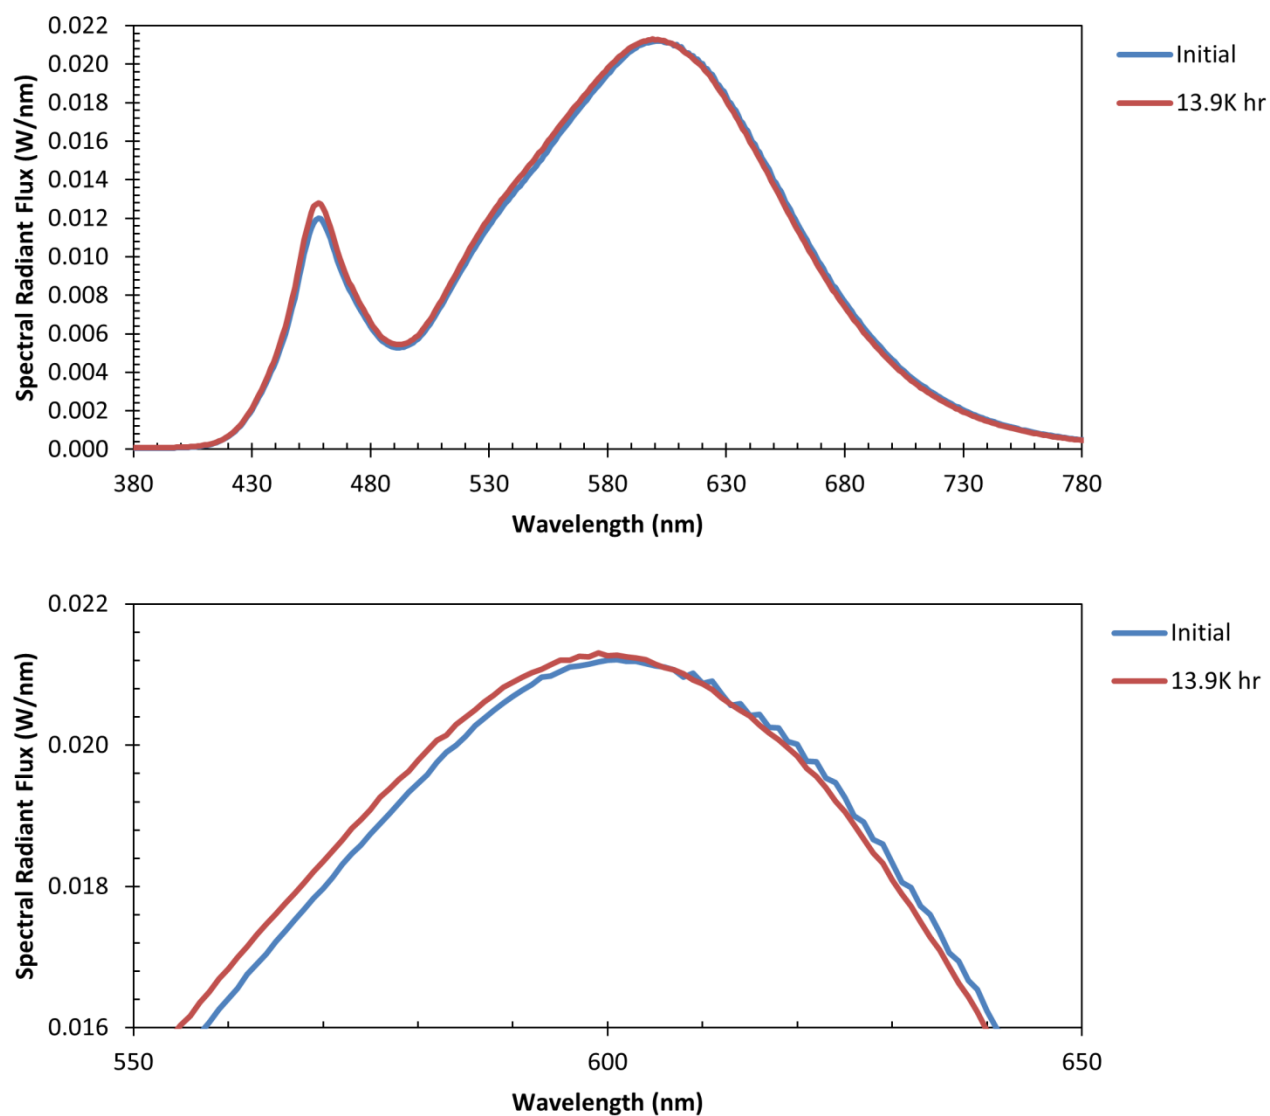 0.022
0.020
0.018
0.016
0.014
0.012
0.010
0.008
0.006
0.004
0.002
0.000
Spectral Radiant Flux (W/nm)
380 430 480 530 580 630 680 730 780
Wavelength (nm)
Initial
13.9K hr
0.022
0.020
0.018
0.016
Spectral Radiant Flux (W/nm)
550 600 650
Wavelength (nm)
Initial
13.9K hr